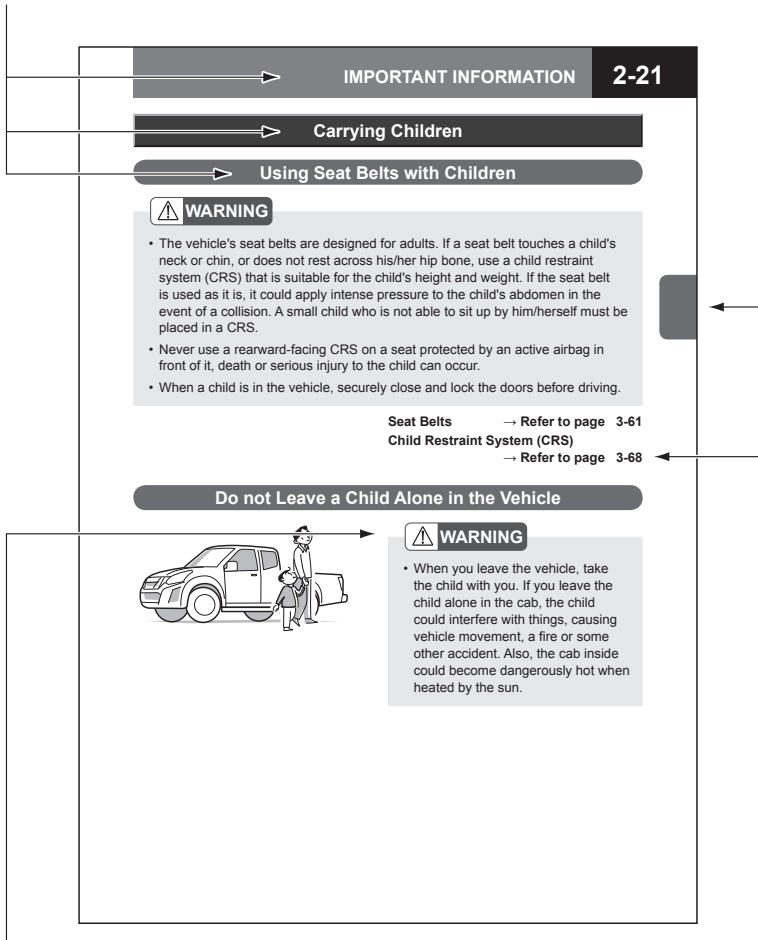 IMPORTANT INFORMATION 2-21
Carrying Children
Using Seat Belts with Children
WARNING
• The vehicle's seat belts are designed for adults. If a seat belt touches a child's
neck or chin, or does not rest across his/her hip bone, use a child restraint
system (CRS) that is suitable for the child's height and weight. If the seat belt
is used as it is, it could apply intense pressure to the child's abdomen in the
event of a collision. A small child who is not able to sit up by him/herself must be
placed in a CRS.
• Never use a rearward-facing CRS on a seat protected by an active airbag in
front of it, death or serious injury to the child can occur.
• When a child is in the vehicle, securely close and lock the doors before driving.
Seat Belts → Refer to page 3-61
Child Restraint System (CRS)
→ Refer to page 3-68
Do not Leave a Child Alone in the Vehicle
WARNING
• When you leave the vehicle, take
the child with you. If you leave the
child alone in the cab, the child
could interfere with things, causing
vehicle movement, a fire or some
other accident. Also, the cab inside
could become dangerously hot when
heated by the sun.